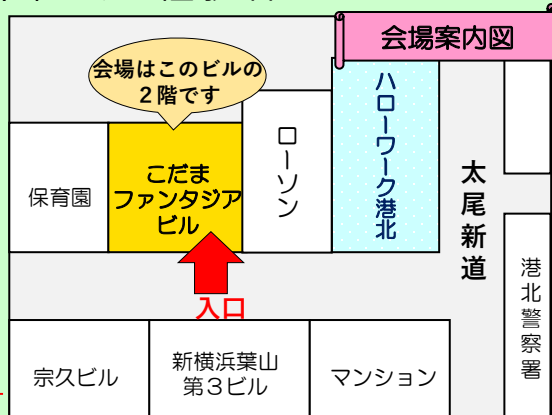 会場案内図
会場はこのビルの
２階です
保育園
こだま
ファンタジア
ビル
ローソン
ハローワーク港北
太尾新道
入口
港北警察署
宗久ビル
新横浜葉山
第３ビル
マンション